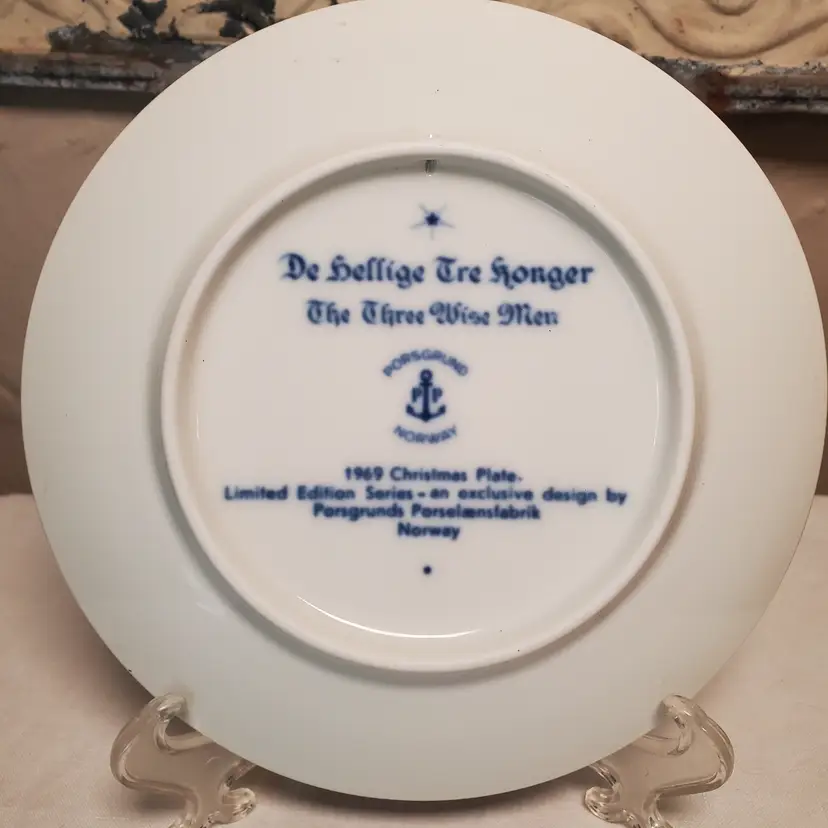 De Hellige Tre Konger
The Three Wise Men
PORSGRUND
P P
NORWAY
1969 Christmas Plate.
Limited Edition Series - an exclusive design by
Porsgrunds Porselænsfabrik
Norway